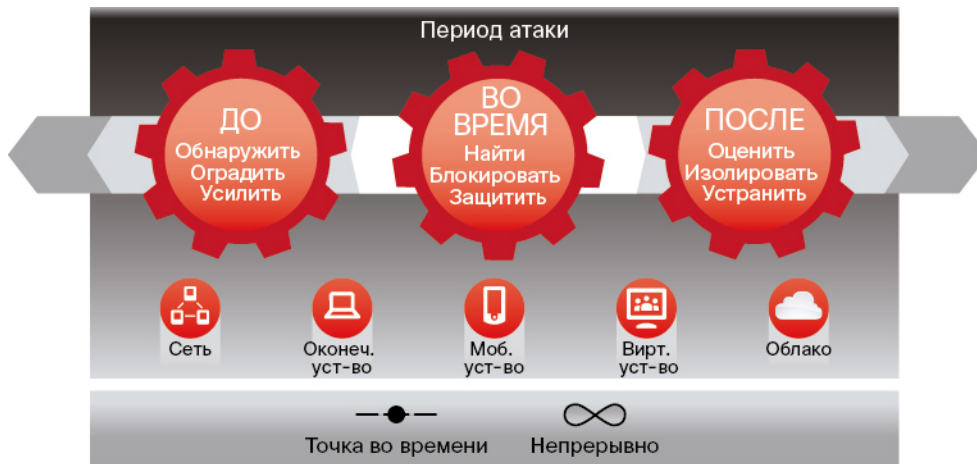 Период атаки
ДО
Обнаружить
Оградить
Усилить
ВО
ВРЕМЯ
Найти
Блокировать
Защитить
ПОСЛЕ
Оценить
Изолировать
Устранить
Сеть
Оконеч.
уст-во
Моб.
уст-во
Вирт.
уст-во
Облако
Точка во времени
Непрерывно